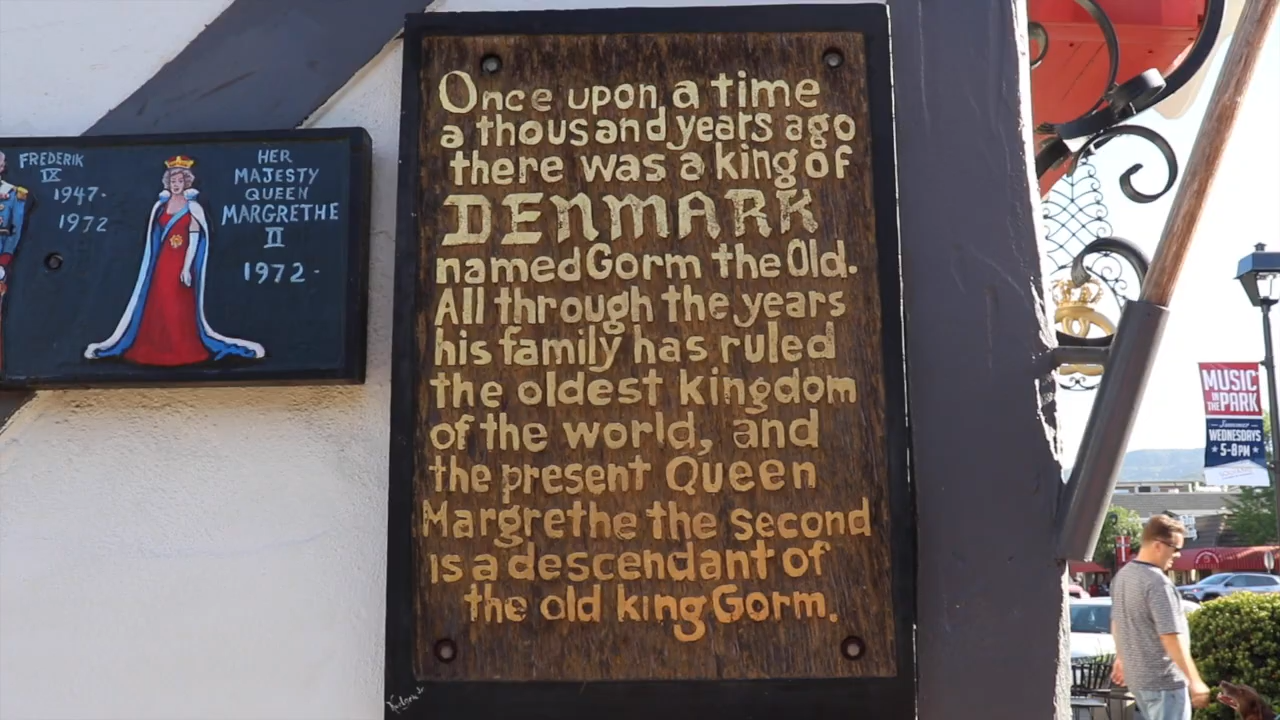 FREDERIK
IX
1947-
1972
HER
MAJESTY
QUEEN
MARGRETHE
II
1972-
Once upon a time
a thousand years ago
there was a king of
DENMARK
named Gorm the Old.
All through the years
his family has ruled
the oldest kingdom
of the world, and
the present Queen
Margrethe the second
is a descendant of
the old king Gorm.
MUSIC
IN THE
PARK
Summer
WEDNESDAYS
5-8PM